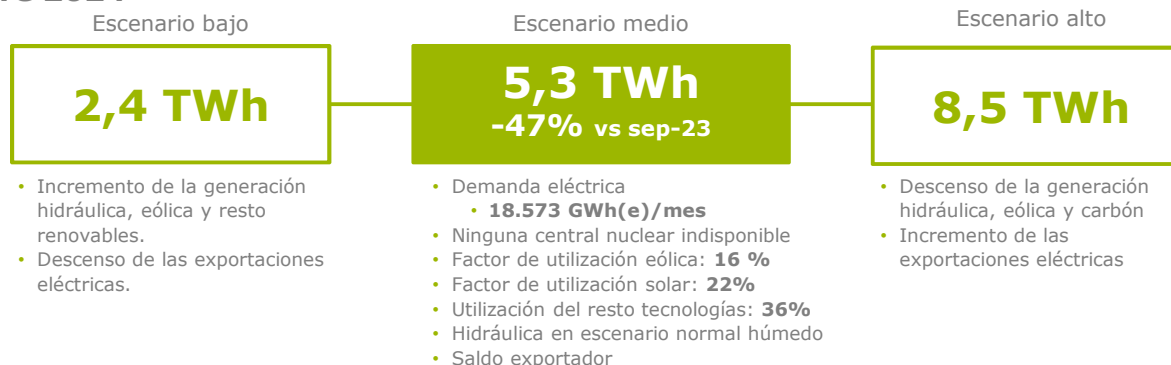 Escenario bajo
2,4 TWh
• Incremento de la generación
hidráulica, eólica y resto
renovables.
• Descenso de las exportaciones
eléctricas.
Escenario medio
5,3 TWh
-47% vs sep-23
• Demanda eléctrica
• 18.573 GWh(e)/mes
• Ninguna central nuclear indisponible
• Factor de utilización eólica: 16 %
• Factor de utilización solar: 22%
• Utilización del resto tecnologías: 36%
• Hidráulica en escenario normal húmedo
• Saldo exportador
Escenario alto
8,5 TWh
• Descenso de la generación
hidráulica, eólica y carbón
• Incremento de las
exportaciones eléctricas